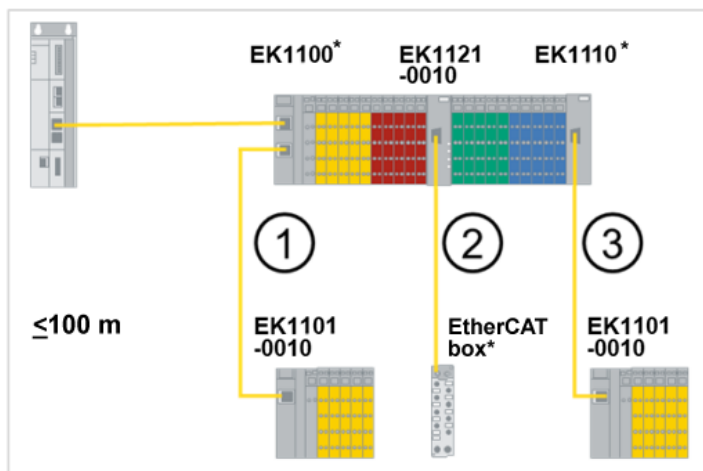 EK1100*
EK1121
-0010
EK1110*
1
2
3
≤100 m
EK1101
-0010
EtherCAT
box*
EK1101
-0010